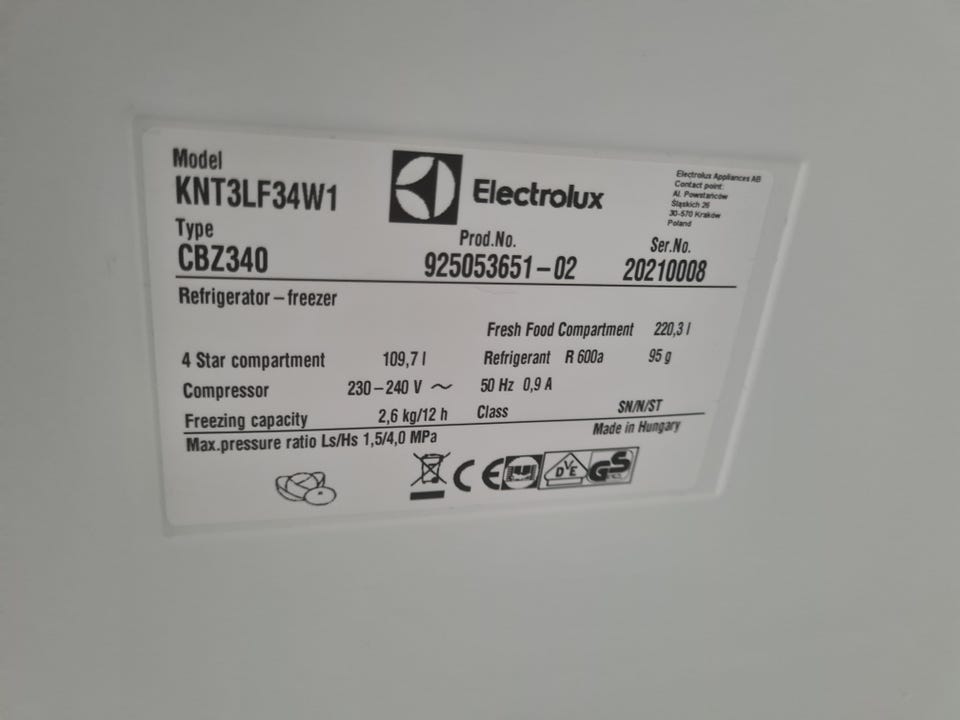 Model
KNT3LF34W1
Electrolux
Electrolux Appliances AB
Contact point:
Al. Powstańców
Śląskich 26
30-570 Kraków
Poland
Type
CBZ340
Prod.No.
925053651-02
Ser.No.
20210008
Refrigerator-freezer
Fresh Food Compartment 220,3 l
4 Star compartment 109,7 l
Refrigerant R 600a 95 g
Compressor 230-240 V ~ 50 Hz 0,9 A
Freezing capacity 2,6 kg/12 h
Class SN/N/ST
Max.pressure ratio Ls/Hs 1,5/4,0 MPa
Made in Hungary
CE
DVE
GS